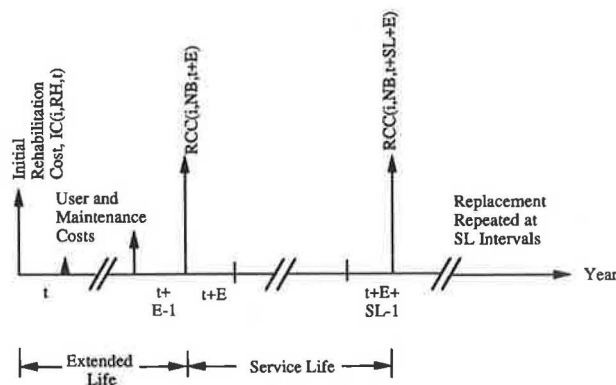 Initial
Rehabilitation
Cost, IC(i,RH,t)
RCC(i,NB,t+E)
RCC(i,NB,t+SL+E)
User and
Maintenance
Costs
Replacement
Repeated at
SL Intervals
Year
t
t+
E-1
t+E
t+E+
SL-1
Extended
Life
Service Life